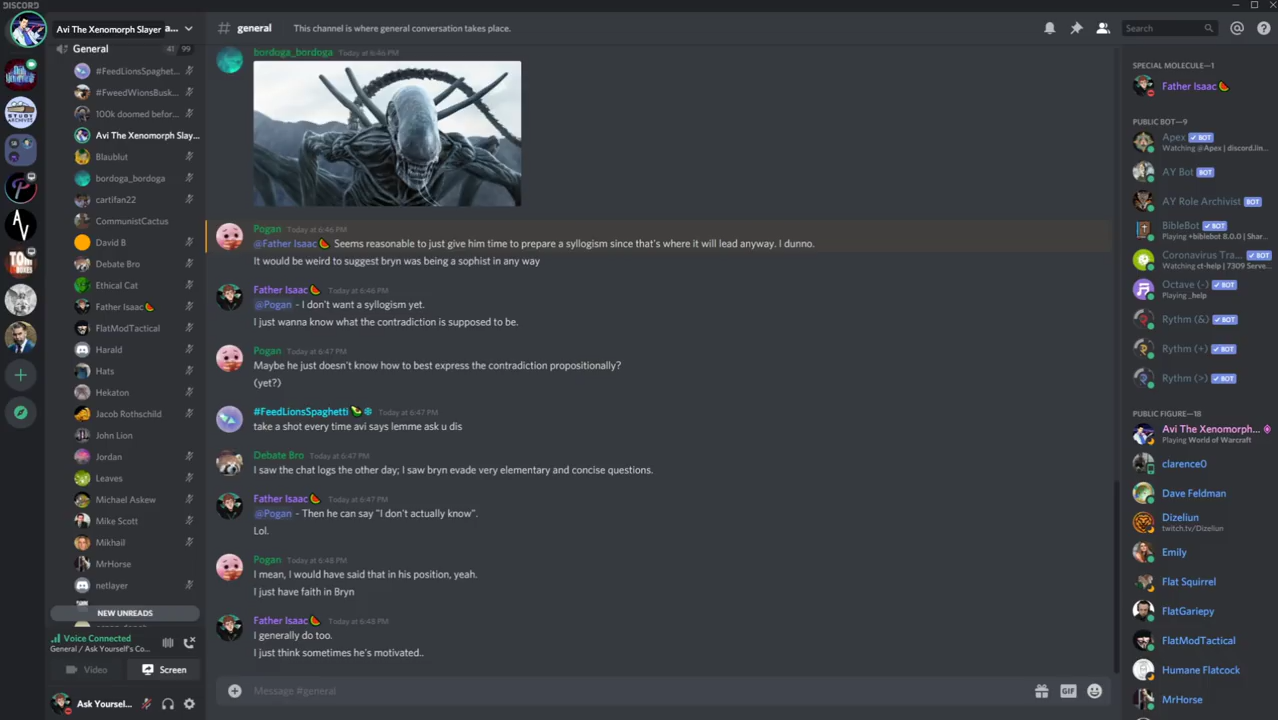 DISCORD
Avi The Xenomorph Slayer
# general
This channel is where general conversation takes place.
Search
General
41 99
#FeedLionsSpaghet...
#FweedWionsBusk...
100k doomed befor...
Avi The Xenomorph Slay...
Blaublut
bordoga_bordoga
cartifan22
CommunistCactus
David B
Debate Bro
Ethical Cat
Father Isaac
FlatModTactical
Harald
Hats
Hekaton
Jacob Rothschild
John Lion
Jordan
Leaves
Michael Askew
Mike Scott
Mikhail
MrHorse
netlayer
NEW UNREADS
Voice Connected
General / Ask Yourself's Co...
Video
Screen
Ask Yoursel...
bordoga_bordoga Today at 6:46 PM
Pogan Today at 6:46 PM
@Father Isaac Seems reasonable to just give him time to prepare a syllogism since that's where it will lead anyway. I dunno.
It would be weird to suggest bryn was being a sophist in any way
Father Isaac Today at 6:46 PM
@Pogan - I don't want a syllogism yet.
I just wanna know what the contradiction is supposed to be.
Pogan Today at 6:47 PM
Maybe he just doesn't know how to best express the contradiction propositionally?
(yet?)
#FeedLionsSpaghetti Today at 6:47 PM
take a shot every time avi says lemme ask u dis
Debate Bro Today at 6:47 PM
I saw the chat logs the other day; I saw bryn evade very elementary and concise questions.
Father Isaac Today at 6:47 PM
@Pogan - Then he can say "I don't actually know".
Lol.
Pogan Today at 6:48 PM
I mean, I would have said that in his position, yeah.
I just have faith in Bryn
Father Isaac Today at 6:48 PM
I generally do too.
I just think sometimes he's motivated..
Message #general
GIF
SPECIAL MOLECULE—1
Father Isaac
PUBLIC BOT—9
Apex BOT
Watching @Apex | discord.lin...
AY Bot BOT
AY Role Archivist BOT
BibleBot BOT
Playing +biblebot 8.0.0 | Shar...
Coronavirus Tra... BOT
Watching ct-help | 7309 Serve...
Octave (-) BOT
Playing _help
Rythm (&) BOT
Rythm (+) BOT
Rythm (>) BOT
PUBLIC FIGURE—18
Avi The Xenomorph...
Playing World of Warcraft
clarence0
Dave Feldman
Dizeliun
twitch.tv/Dizeliun
Emily
Flat Squirrel
FlatGariepy
FlatModTactical
Humane Flatcock
MrHorse